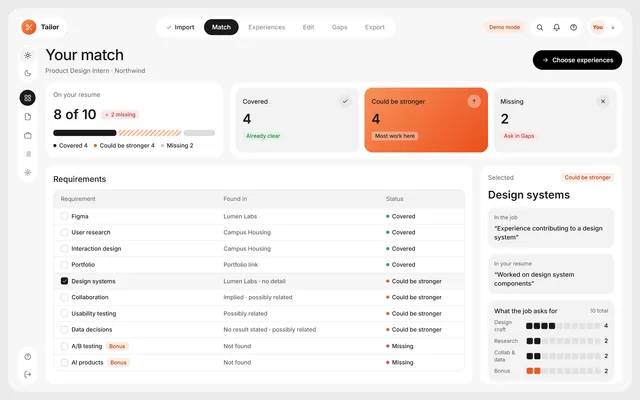 Tailor
Import
Match
Experiences
Edit
Gaps
Export
Demo mode
You
Your match
Product Design Intern · Northwind
Choose experiences
On your resume
8 of 10
2 missing
Covered 4
Could be stronger 4
Missing 2
Covered
4
Already clear
Could be stronger
4
Most work here
Missing
2
Ask in Gaps
Requirements
Requirement Found in Status
Figma Lumen Labs Covered
User research Campus Housing Covered
Interaction design Campus Housing Covered
Portfolio Portfolio link Covered
Design systems Lumen Labs · no detail Could be stronger
Collaboration Implied · possibly related Could be stronger
Usability testing Possibly related Could be stronger
Data decisions No result stated · possibly related Could be stronger
A/B testing Bonus Not found Missing
AI products Bonus Not found Missing
Selected
Could be stronger
Design systems
In the job
“Experience contributing to a design
system”
In your resume
“Worked on design system
components”
What the job asks for 10 total
Design
craft 4
Research 2
Collab &
data 2
Bonus 2